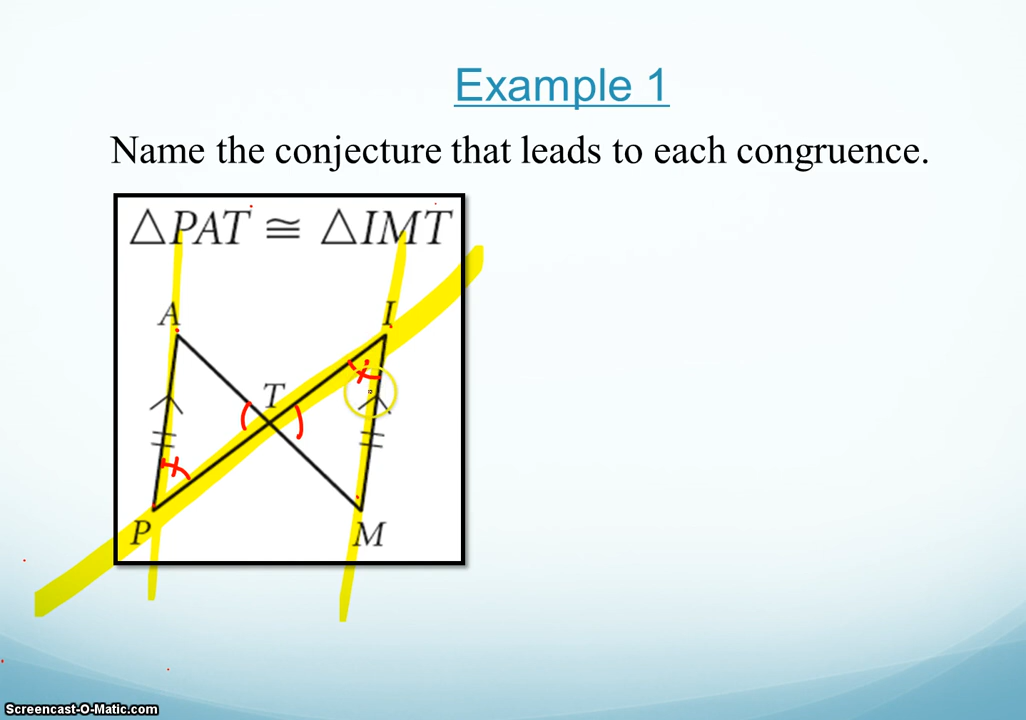 Example 1
Name the conjecture that leads to each congruence.
△PAT ≅ △IMT
A
I
T
P
M
Screencast-O-Matic.com